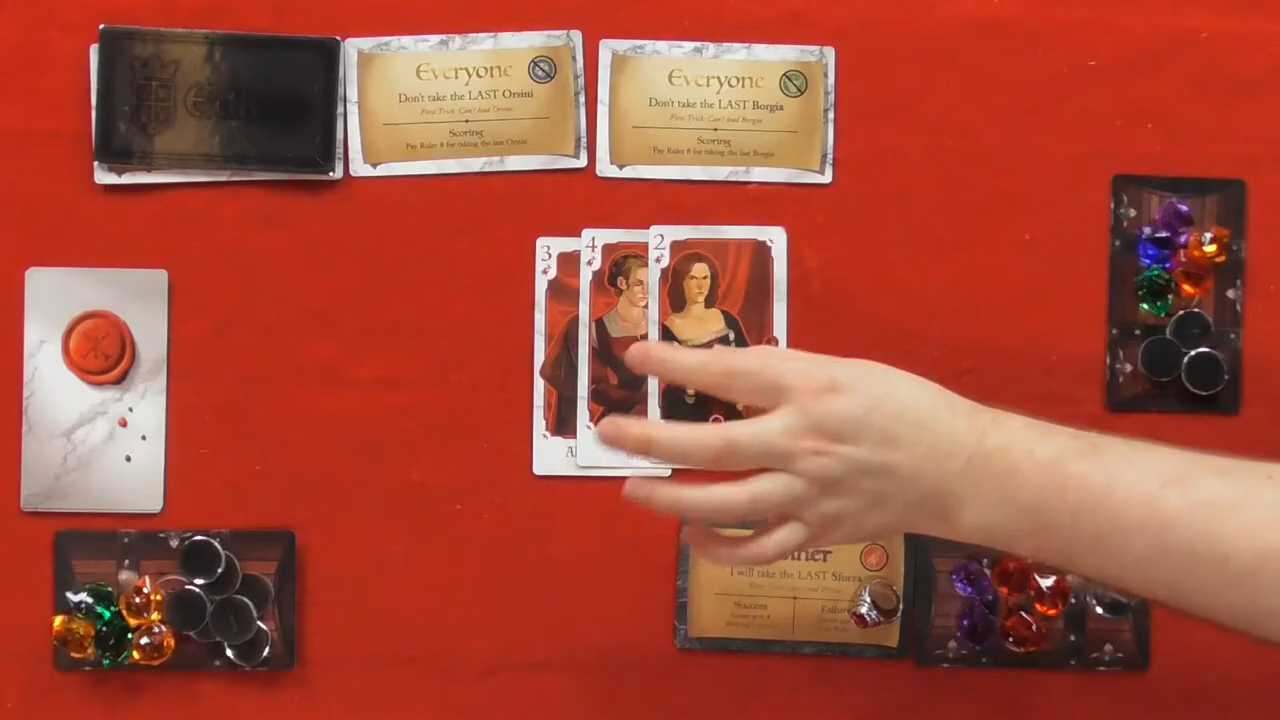 Everyone
Don't take the LAST Orsini
First Trick: Can't lead Orsini
Scoring
Pay Ruler 8 for taking the last Orsini
Everyone
Don't take the LAST Borgia
First Trick: Can't lead Borgia
Scoring
Pay Ruler 8 for taking the last Borgia
3
4
2
I will take the LAST Sforza
Success